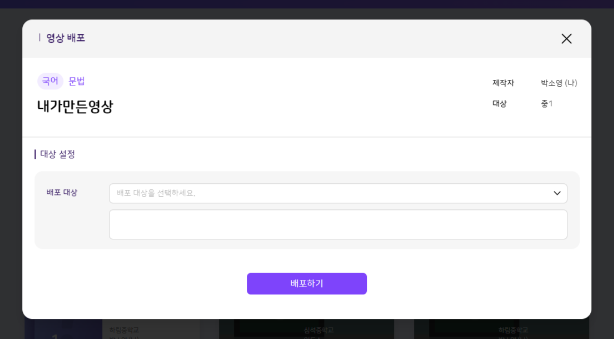 영상 배포
국어 문법
내가만든영상
제작자 박소영 (나)
대상 중1
대상 설정
배포 대상
배포 대상을 선택하세요.
배포하기